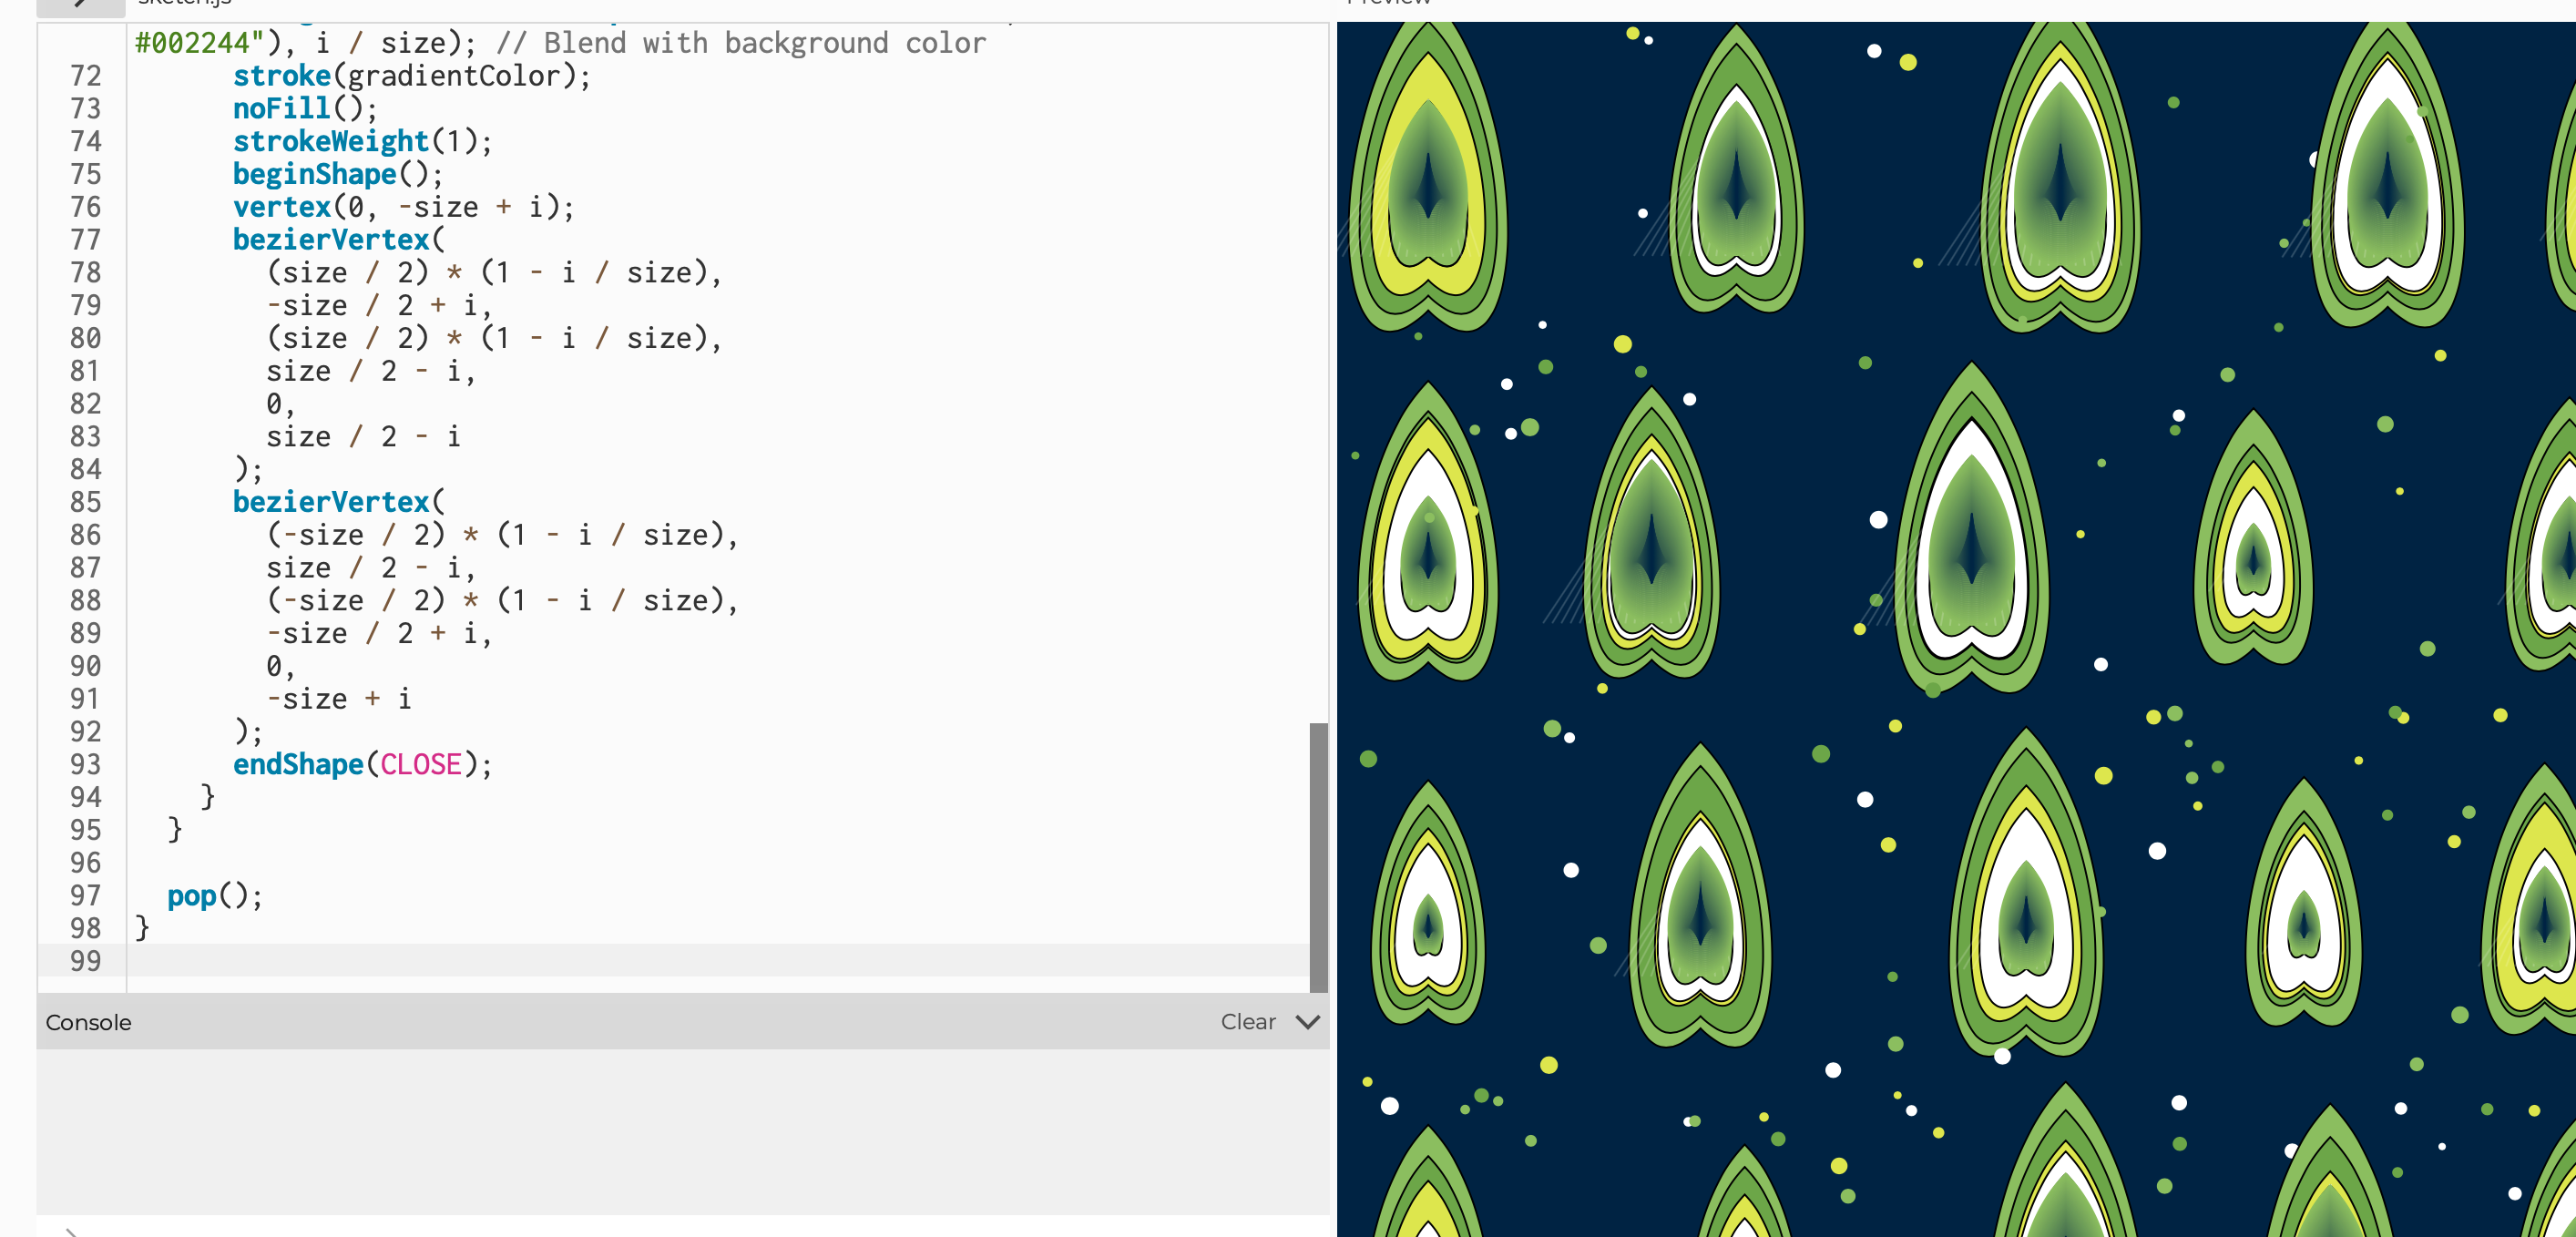 sketch.js
Preview
#002244"), i / size); // Blend with background color
72 stroke(gradientColor);
73 noFill();
74 strokeWeight(1);
75 beginShape();
76 vertex(0, -size + i);
77 bezierVertex(
78 (size / 2) * (1 - i / size),
79 -size / 2 + i,
80 (size / 2) * (1 - i / size),
81 size / 2 - i,
82 0,
83 size / 2 - i
84 );
85 bezierVertex(
86 (-size / 2) * (1 - i / size),
87 size / 2 - i,
88 (-size / 2) * (1 - i / size),
89 -size / 2 + i,
90 0,
91 -size + i
92 );
93 endShape(CLOSE);
94 }
95 }
96
97 pop();
98 }
99
Console
Clear